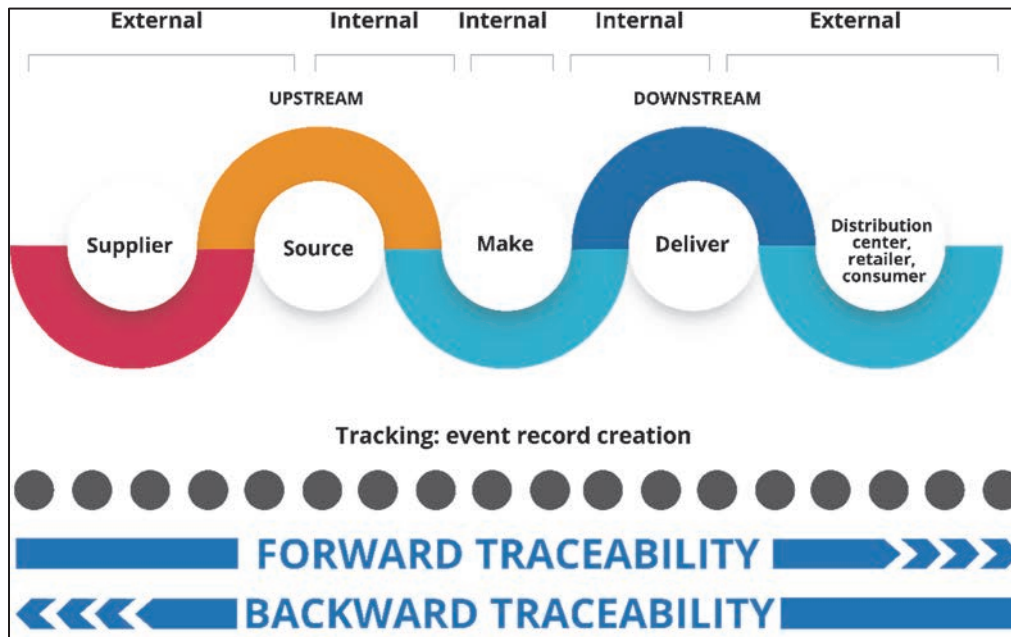 External
Internal
Internal
Internal
External
UPSTREAM
DOWNSTREAM
Supplier
Source
Make
Deliver
Distribution
center,
retailer,
consumer
Tracking: event record creation
FORWARD TRACEABILITY
BACKWARD TRACEABILITY